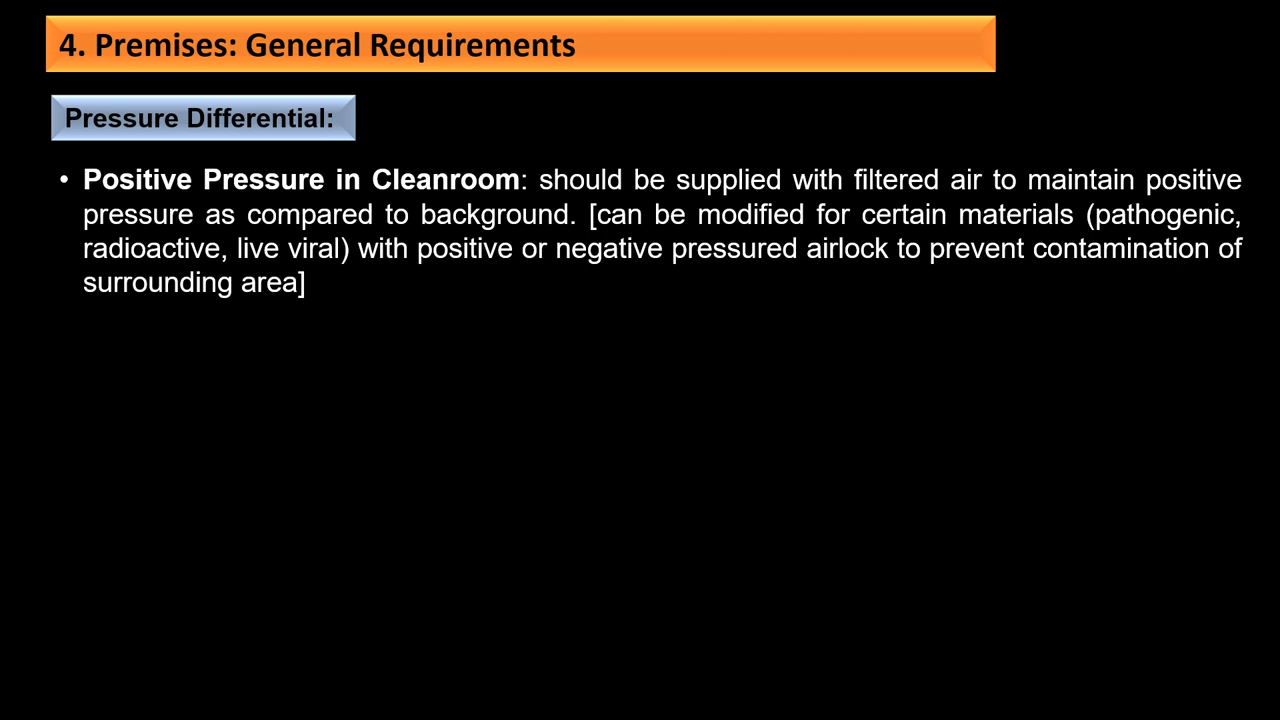 4. Premises: General Requirements
Pressure Differential:
• Positive Pressure in Cleanroom: should be supplied with filtered air to maintain positive
pressure as compared to background. [can be modified for certain materials (pathogenic,
radioactive, live viral) with positive or negative pressured airlock to prevent contamination of
surrounding area]